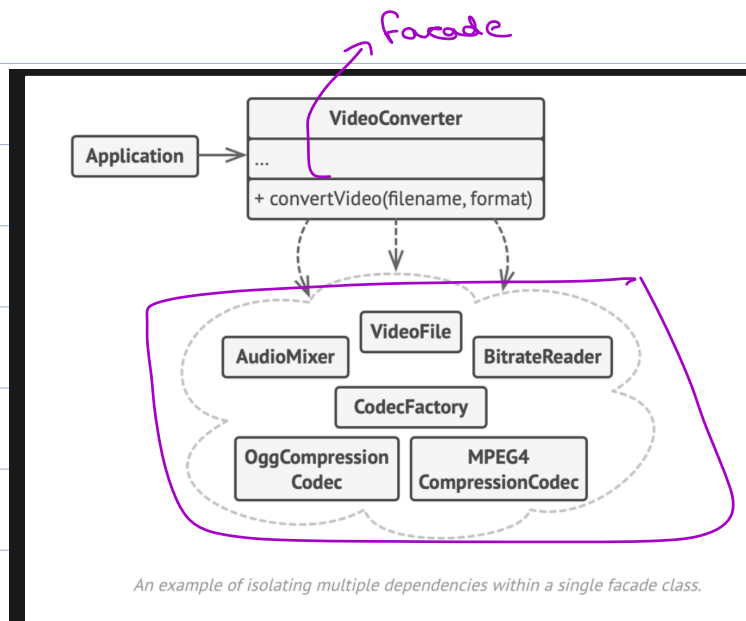 facade
VideoConverter
Application
...
+ convertVideo(filename, format)
VideoFile
AudioMixer
BitrateReader
CodecFactory
OggCompression
Codec
MPEG4
CompressionCodec
An example of isolating multiple dependencies within a single facade class.